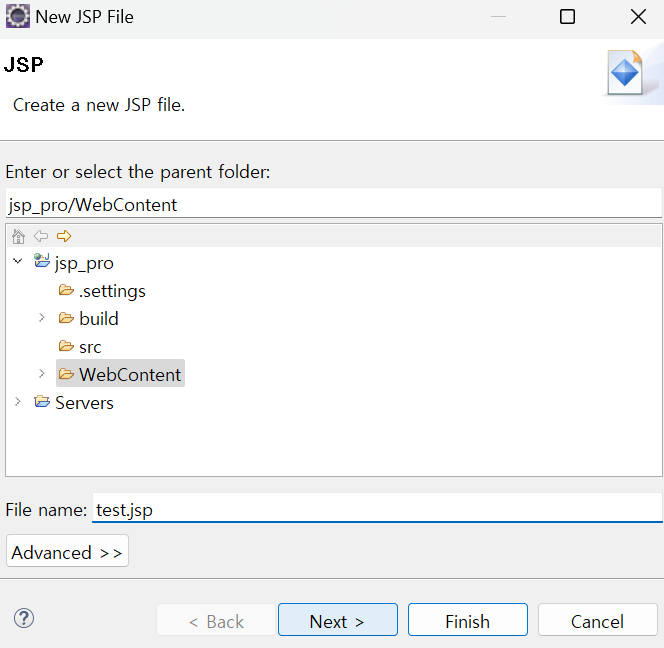 New JSP File
JSP
Create a new JSP file.
Enter or select the parent folder:
jsp_pro/WebContent
jsp_pro
.settings
build
src
WebContent
Servers
File name: test.jsp
Advanced >>
? < Back Next > Finish Cancel